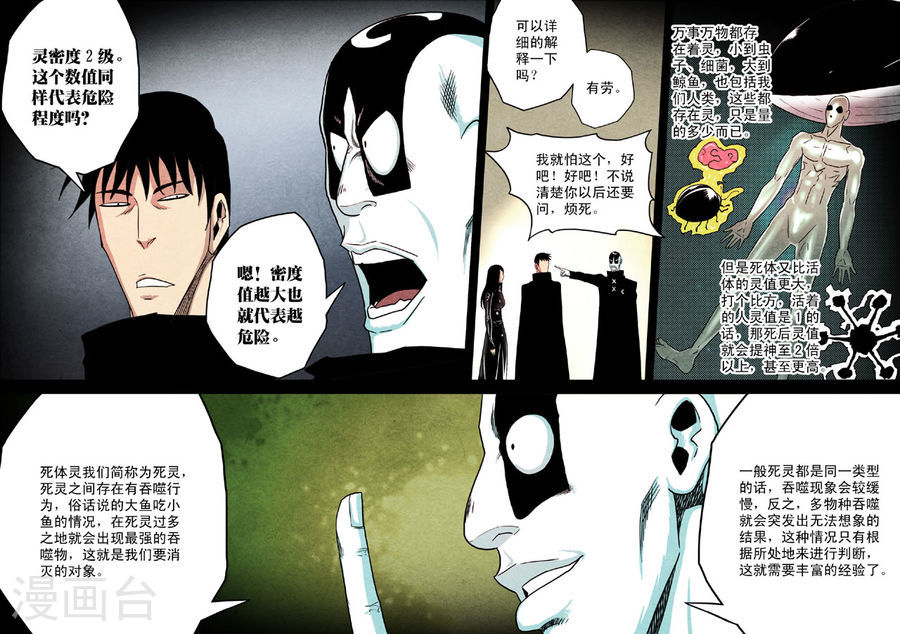 灵密度2级。
这个数值同
样代表危险
程度吗？
嗯！密度
值越大也
就代表越
危险。
可以详
细的解
释一下
吗？
有劳。
我就怕这个，好
吧！好吧！不说
清楚你以后还要
问，烦死。
万事万物都存
在着灵，小到虫
子、细菌，大到
鲸鱼，也包括我
们人类，这些都
存在灵，只是量
的多少而已。
但是死体又比活
体的灵值更大，
打个比方，活着
的人灵值是1的
话，那死后灵值
就会提神至2倍
以上，甚至更高。
死体灵我们简称为死灵，
死灵之间存在有吞噬行
为，俗话说的大鱼吃小
鱼的情况，在死灵过多
之地就会出现最强的吞
噬物，这就是我们要消
灭的对象。
一般死灵都是同一类型
的话，吞噬现象会较缓
慢，反之，多物种吞噬
就会突发出无法想象的
结果，这种情况只有根
据所处地来进行判断，
这就需要丰富的经验了。
漫画台